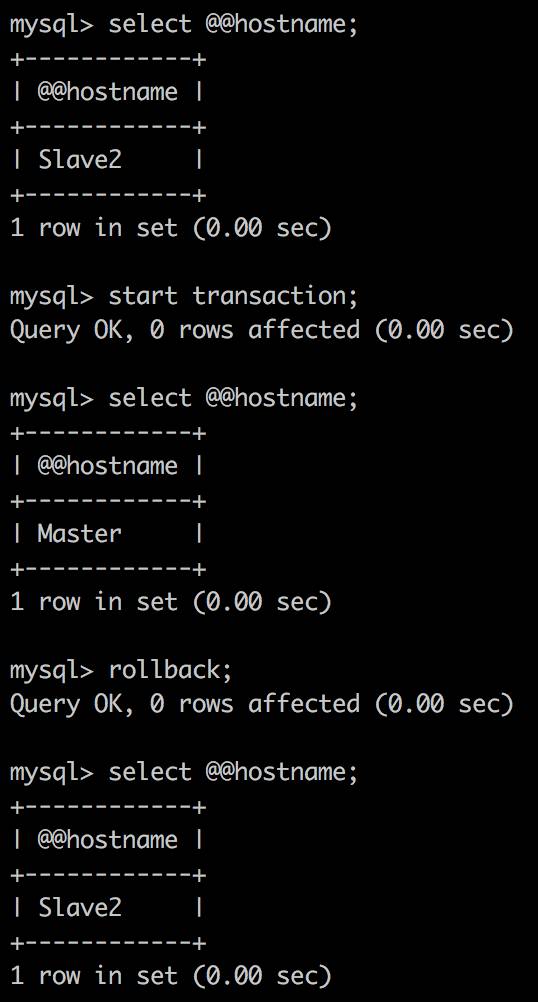 mysql> select @@hostname;
+------------+
| @@hostname |
+------------+
| Slave2     |
+------------+
1 row in set (0.00 sec)

mysql> start transaction;
Query OK, 0 rows affected (0.00 sec)

mysql> select @@hostname;
+------------+
| @@hostname |
+------------+
| Master     |
+------------+
1 row in set (0.00 sec)

mysql> rollback;
Query OK, 0 rows affected (0.00 sec)

mysql> select @@hostname;
+------------+
| @@hostname |
+------------+
| Slave2     |
+------------+
1 row in set (0.00 sec)